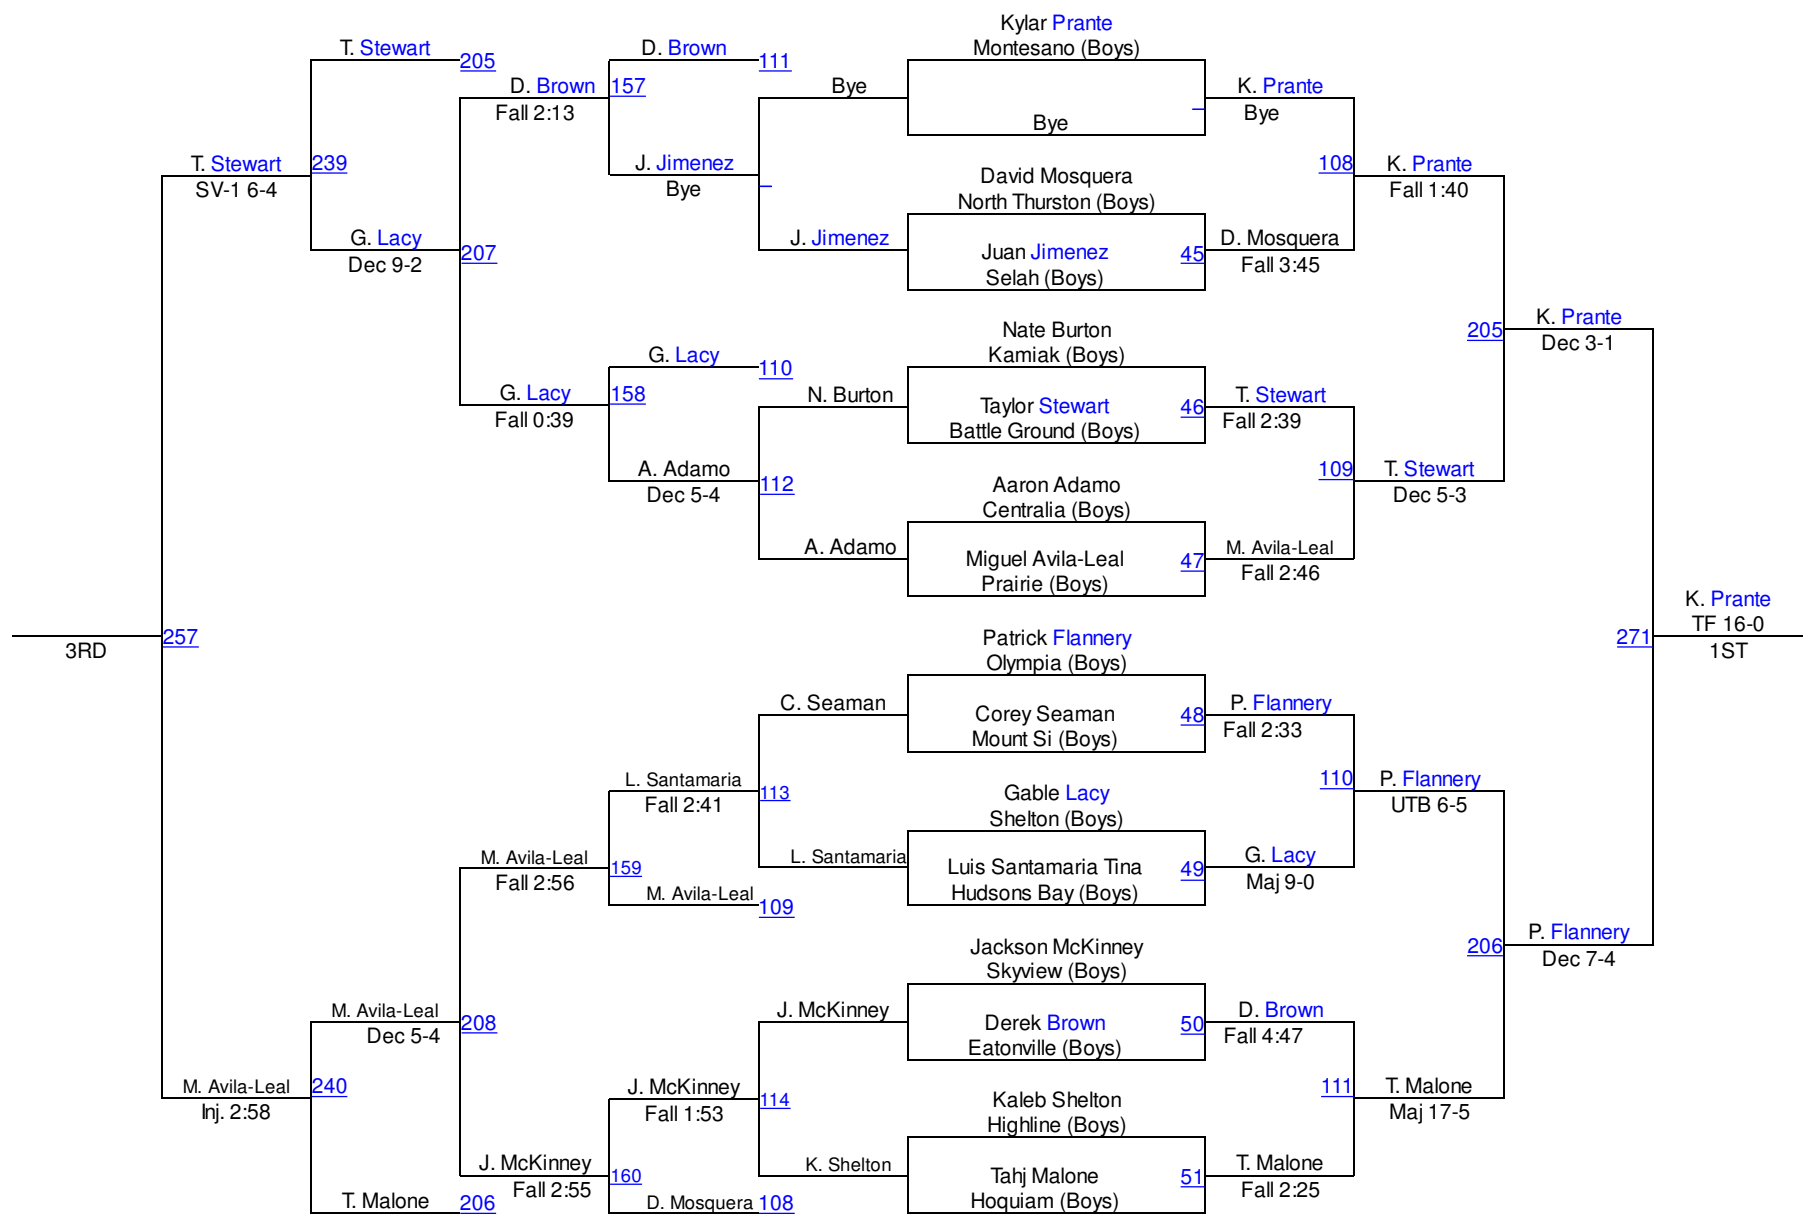 Kylar Prante
Montesano (Boys)
T. Stewart
205
D. Brown
111
D. Brown
157
Fall 2:13
Bye
K. Prante
Bye
Bye
T. Stewart
239
SV-1 6-4
J. Jimenez
Bye
David Mosquera
North Thurston (Boys)
108
K. Prante
Fall 1:40
G. Lacy
207
Dec 9-2
J. Jimenez
Juan Jimenez
45
Selah (Boys)
D. Mosquera
Fall 3:45
Nate Burton
Kamiak (Boys)
205
K. Prante
Dec 3-1
G. Lacy
110
G. Lacy
158
Fall 0:39
N. Burton
Taylor Stewart
46
Battle Ground (Boys)
T. Stewart
Fall 2:39
A. Adamo
112
Dec 5-4
Aaron Adamo
Centralia (Boys)
109
T. Stewart
Dec 5-3
A. Adamo
Miguel Avila-Leal
47
Prairie (Boys)
M. Avila-Leal
Fall 2:46
257
3RD
271
K. Prante
TF 16-0
1ST
Patrick Flannery
Olympia (Boys)
C. Seaman
Corey Seaman
48
Mount Si (Boys)
P. Flannery
Fall 2:33
L. Santamaria
113
Fall 2:41
Gable Lacy
Shelton (Boys)
110
P. Flannery
UTB 6-5
M. Avila-Leal
159
Fall 2:56
L. Santamaria
Luis Santamaria Tina
49
Hudsons Bay (Boys)
G. Lacy
Maj 9-0
M. Avila-Leal
109
Jackson McKinney
Skyview (Boys)
206
P. Flannery
Dec 7-4
M. Avila-Leal
208
Dec 5-4
J. McKinney
Derek Brown
50
Eatonville (Boys)
D. Brown
Fall 4:47
M. Avila-Leal
240
Inj. 2:58
J. McKinney
114
Fall 1:53
Kaleb Shelton
Highline (Boys)
111
T. Malone
Maj 17-5
J. McKinney
160
Fall 2:55
K. Shelton
Tahj Malone
51
Hoquiam (Boys)
T. Malone
Fall 2:25
T. Malone
206
D. Mosquera
108